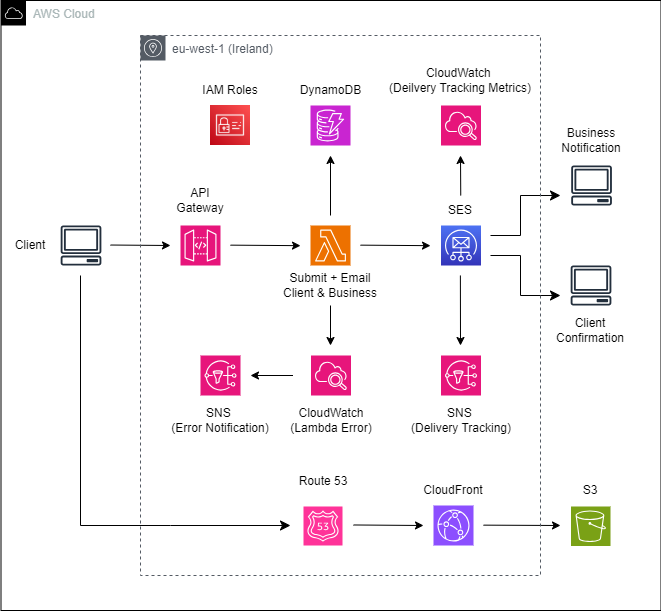 AWS Cloud
eu-west-1 (Ireland)
IAM Roles
DynamoDB
CloudWatch
(Deilvery Tracking Metrics)
Business
Notification
API
Gateway
SES
Client
Submit + Email
Client & Business
Client
Confirmation
SNS
(Error Notification)
CloudWatch
(Lambda Error)
SNS
(Delivery Tracking)
Route 53
53
CloudFront
S3